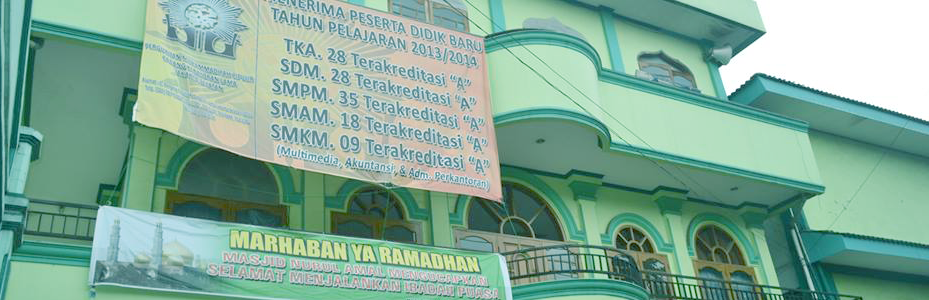 MENERIMA PESERTA DIDIK BARU
TAHUN PELAJARAN 2013/2014
TKA. 28 Terakreditasi "A"
SDM. 28 Terakreditasi "A"
SMPM. 35 Terakreditasi "A"
SMAM. 18 Terakreditasi "A"
SMKM. 09 Terakreditasi "A"
(Multimedia, Akuntansi, & Adm. Perkantoran)
MARHABAN YA RAMADHAN
MASJID NURUL AMAL MENGUCAPKAN
SELAMAT MENJALANKAN IBADAH PUASA